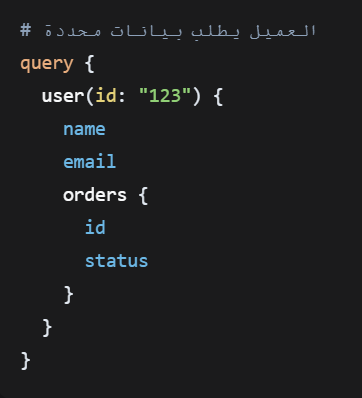 # العميل يطلب بيانات محددة
query {
  user(id: "123") {
    name
    email
    orders {
      id
      status
    }
  }
}